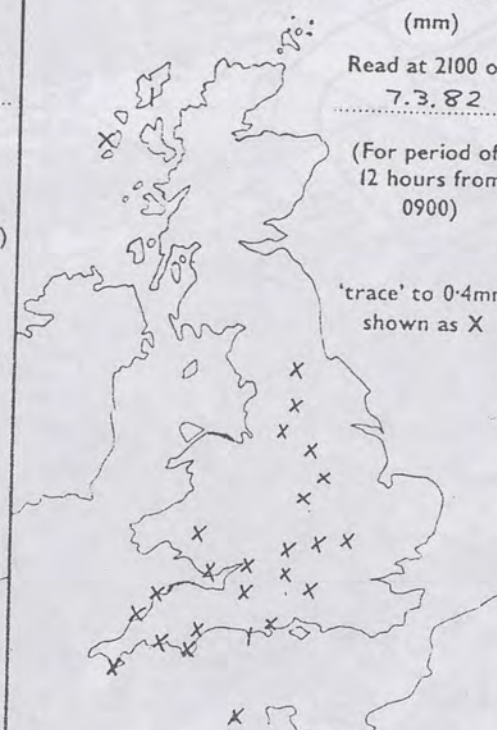 (mm)
Read at 2100 o
7.3.82
(For period of
12 hours from
0900)
'trace' to 0·4mm
shown as X